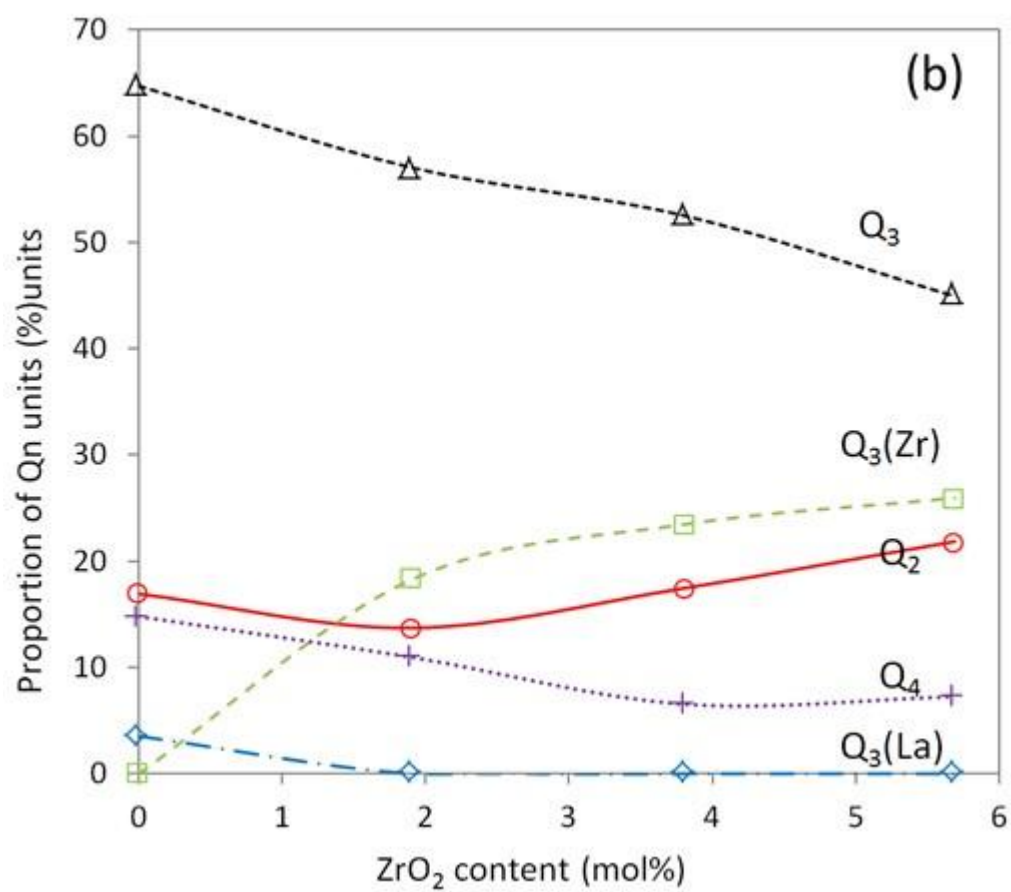 (b)
Proportion of Qn units (%)units
70
60
50
40
30
20
10
0
Q₃
Q₃(Zr)
Q₂
Q₄
Q₃(La)
0 1 2 3 4 5 6
ZrO₂ content (mol%)